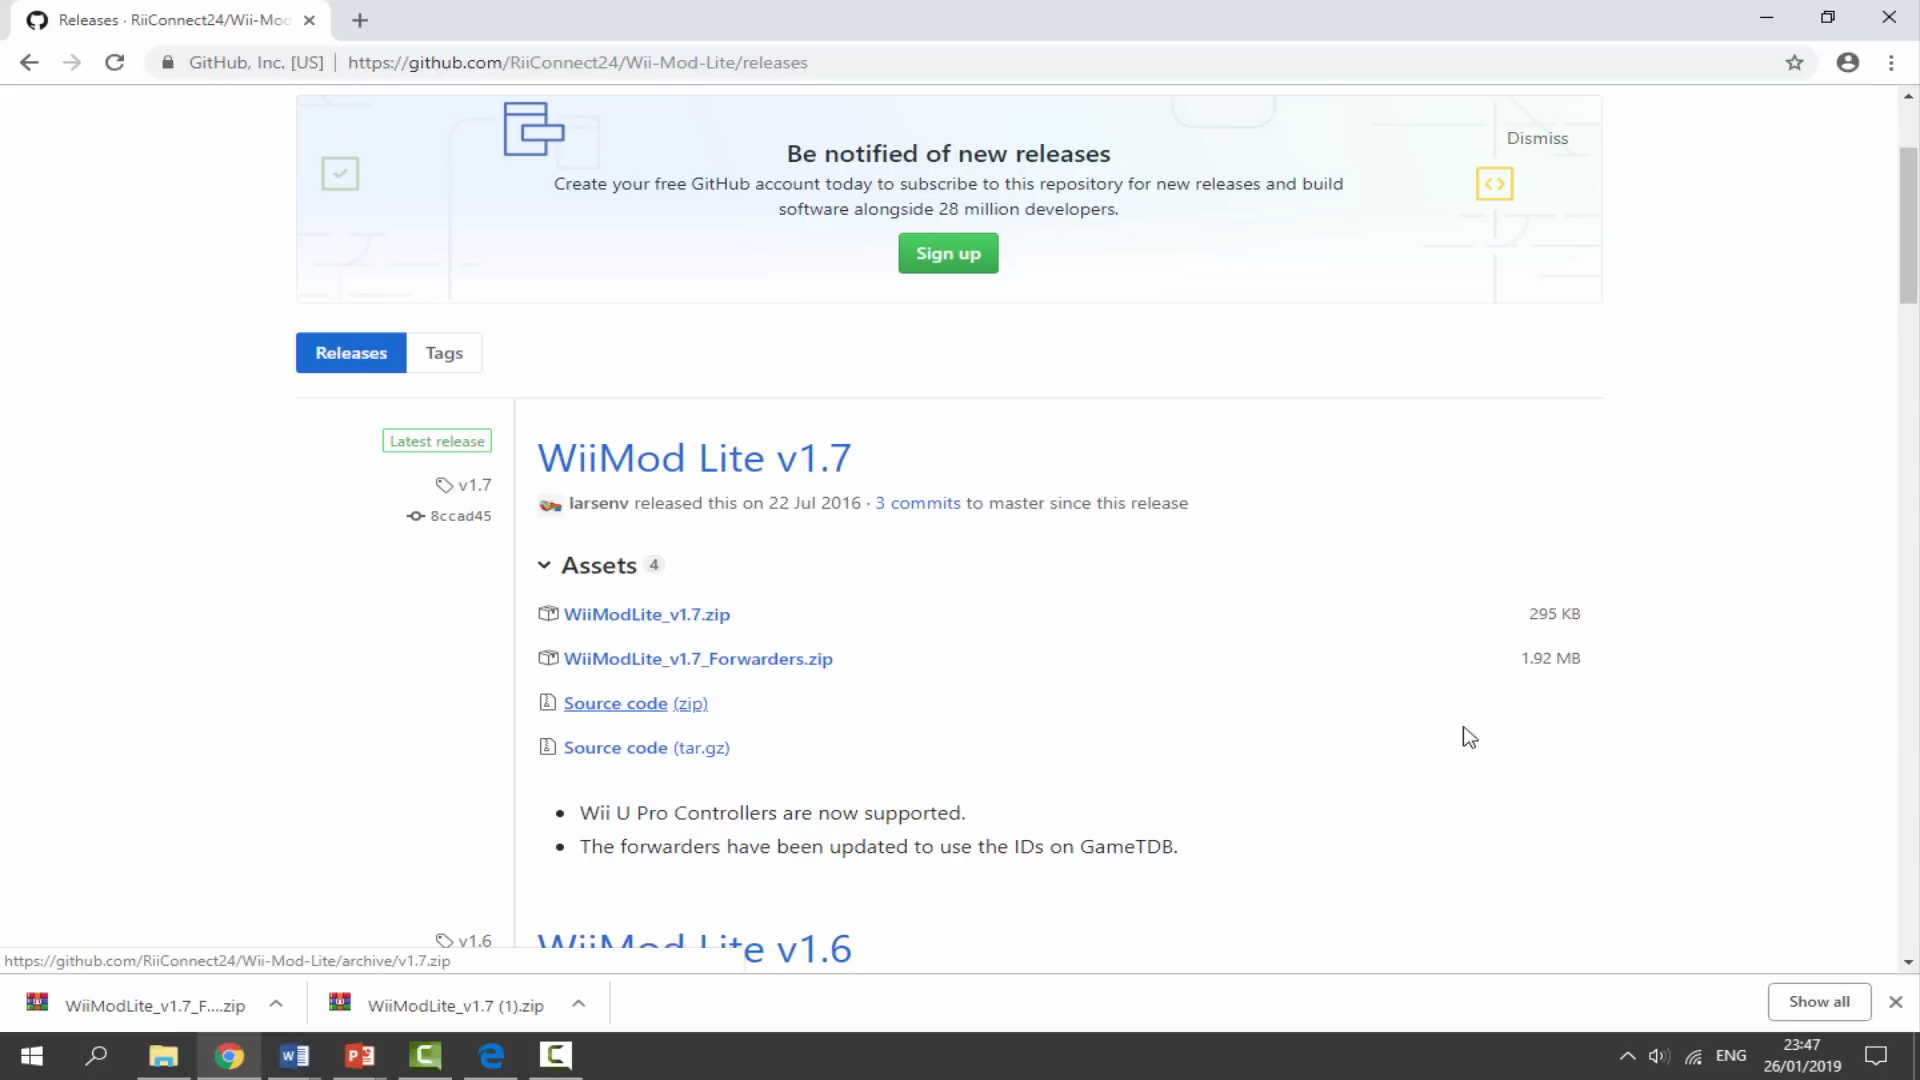 Releases · RiiConnect24/Wii-Mod
GitHub, Inc. [US] | https://github.com/RiiConnect24/Wii-Mod-Lite/releases
Be notified of new releases
Dismiss
Create your free GitHub account today to subscribe to this repository for new releases and build
software alongside 28 million developers.
Sign up
Releases
Tags
Latest release
v1.7
8ccad45
WiiMod Lite v1.7
larsenv released this on 22 Jul 2016 · 3 commits to master since this release
Assets 4
WiiModLite_v1.7.zip 295 KB
WiiModLite_v1.7_Forwarders.zip 1.92 MB
Source code (zip)
Source code (tar.gz)
• Wii U Pro Controllers are now supported.
• The forwarders have been updated to use the IDs on GameTDB.
v1.6
WiiMod Lite v1.6
https://github.com/RiiConnect24/Wii-Mod-Lite/archive/v1.7.zip
WiiModLite_v1.7_F....zip
WiiModLite_v1.7 (1).zip
Show all
ENG
23:47
26/01/2019